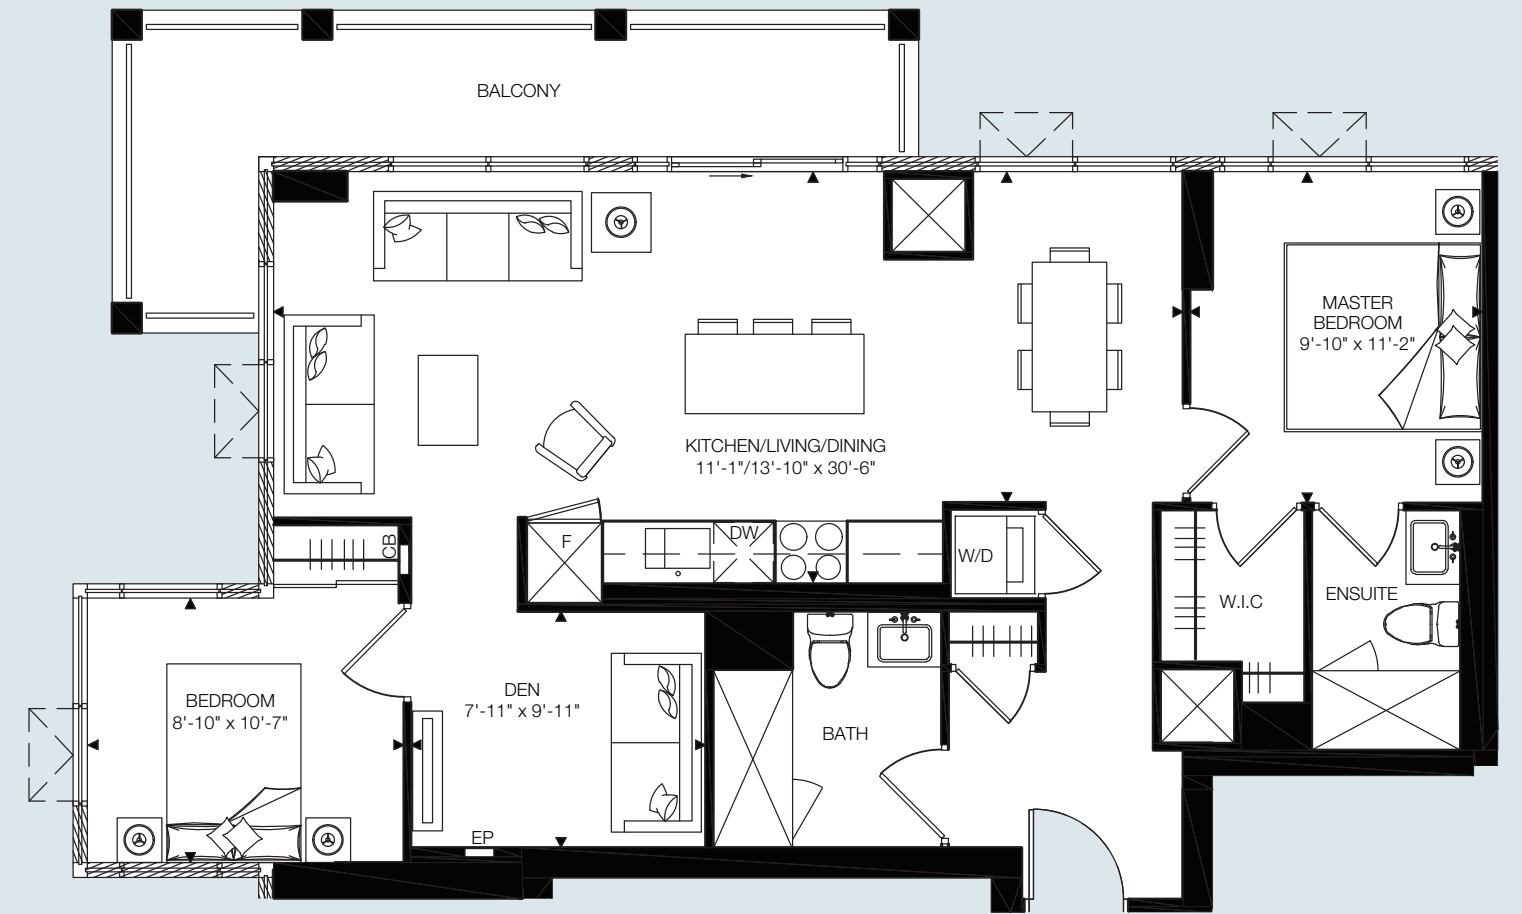 BALCONY
MASTER
BEDROOM
9'-10" x 11'-2"
KITCHEN/LIVING/DINING
11'-1"/13'-10" x 30'-6"
CB
F
DW
W/D
W.I.C
ENSUITE
BEDROOM
8'-10" x 10'-7"
DEN
7'-11" x 9'-11"
BATH
EP